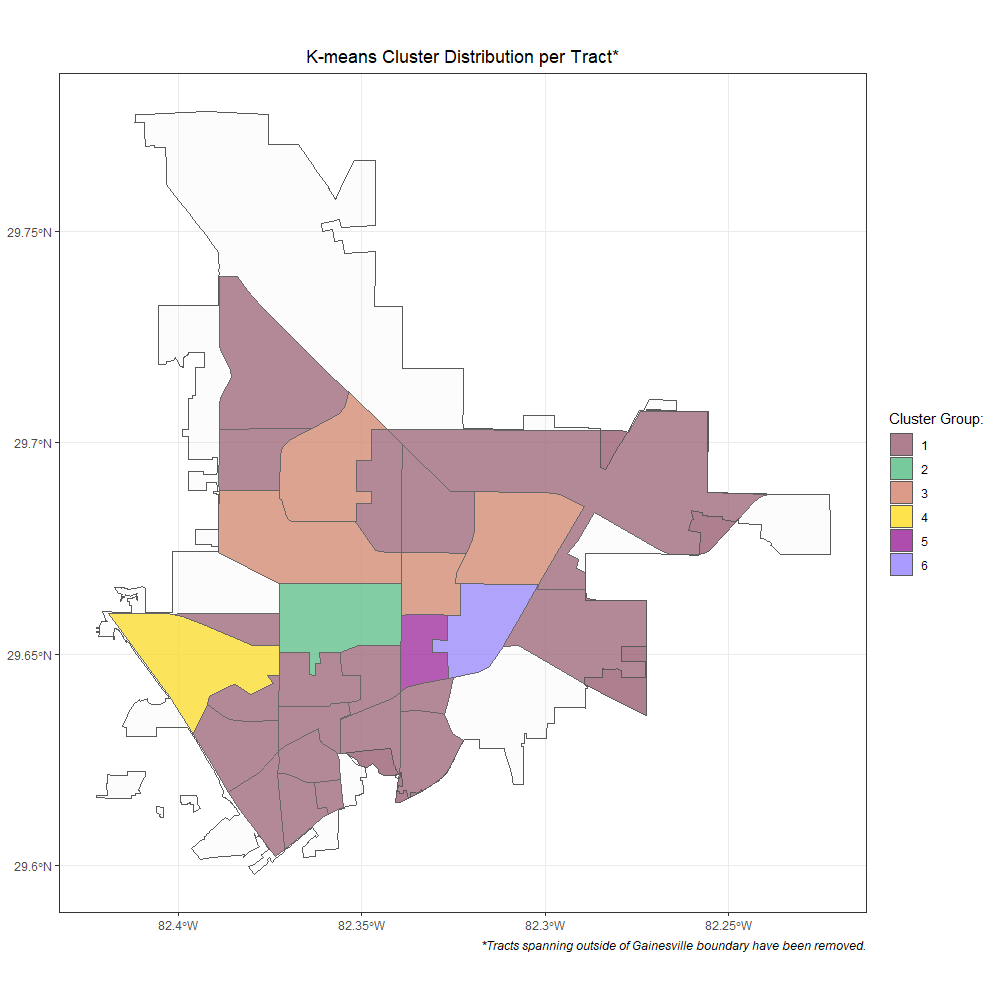 K-means Cluster Distribution per Tract*
29.75°N
29.7°N
29.65°N
29.6°N
82.4°W
82.35°W
82.3°W
82.25°W
Cluster Group:
1
2
3
4
5
6
*Tracts spanning outside of Gainesville boundary have been removed.